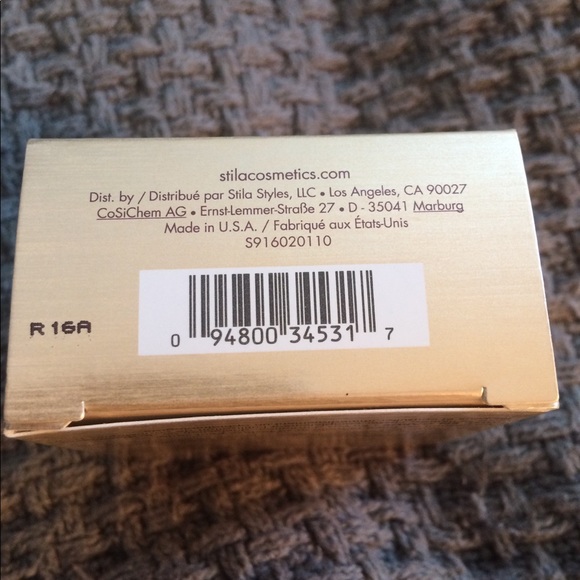 stilacosmetics.com
Dist. by / Distribué par Stila Styles, LLC • Los Angeles, CA 90027
CoSiChem AG • Ernst-Lemmer-Straße 27 • D - 35041 Marburg
Made in U.S.A. / Fabriqué aux États-Unis
S916020110
R 16A
0 94800 34531 7